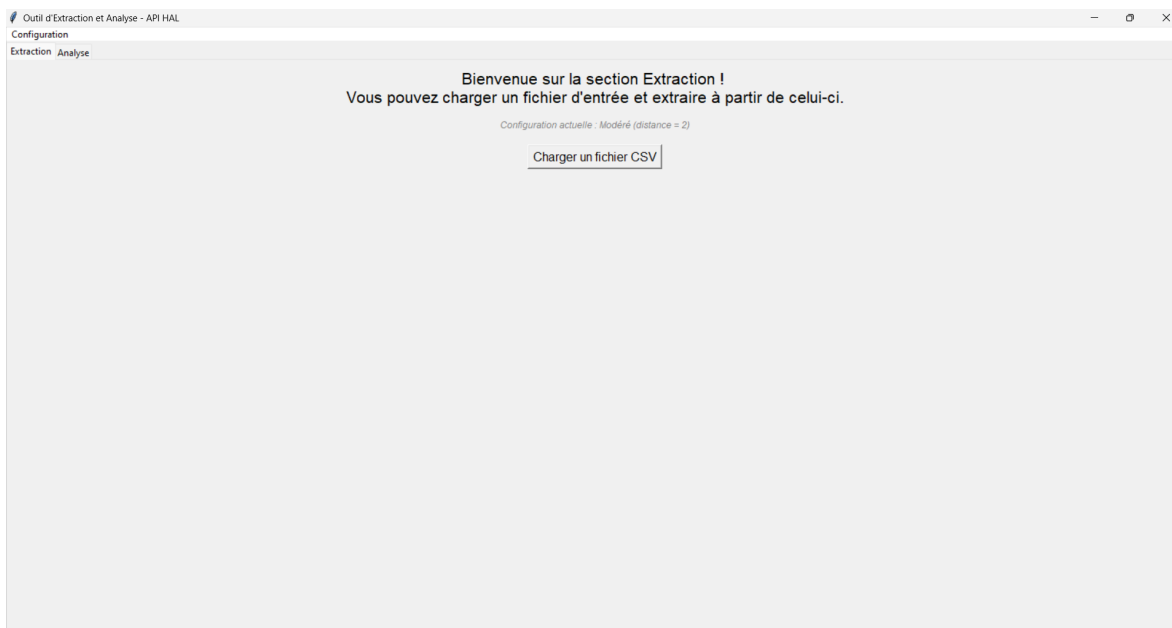 Outil d'Extraction et Analyse - API HAL
Configuration
Extraction Analyse
Bienvenue sur la section Extraction !
Vous pouvez charger un fichier d'entrée et extraire à partir de celui-ci.
Configuration actuelle : Modéré (distance = 2)
Charger un fichier CSV